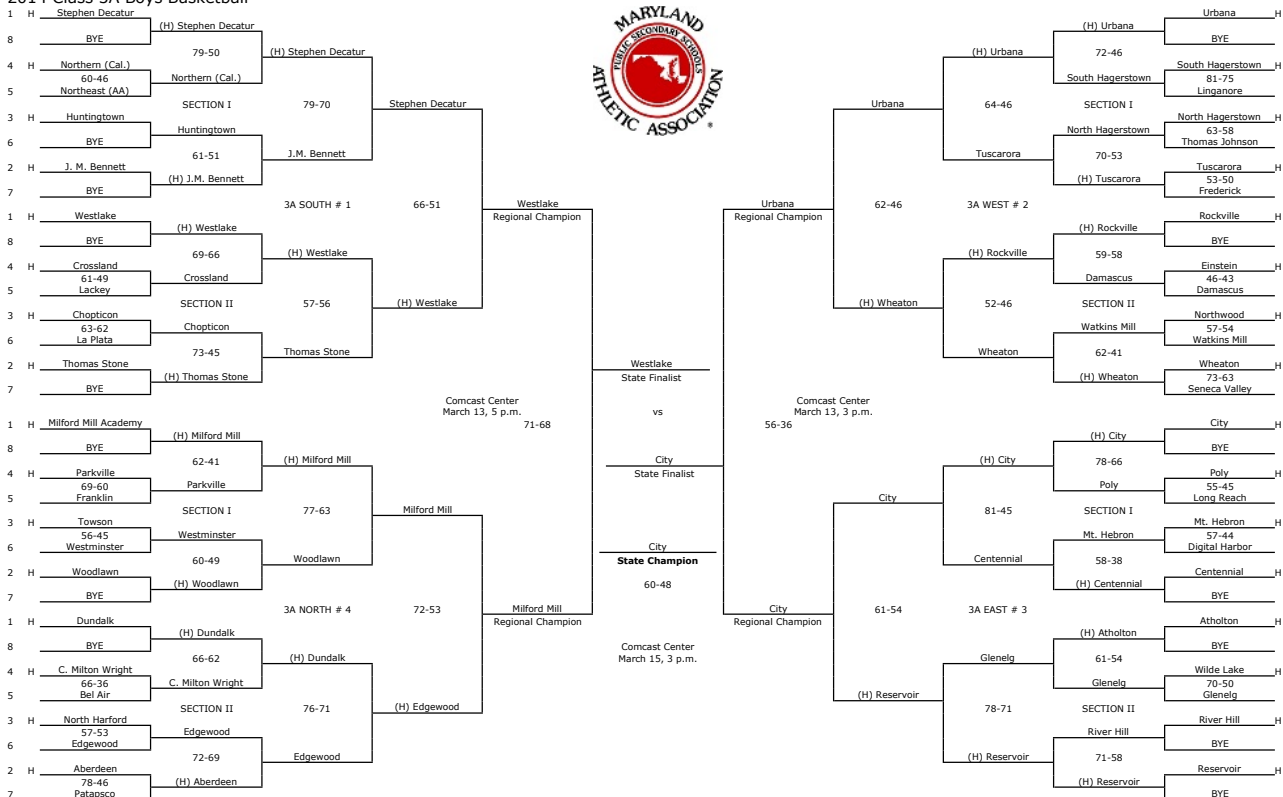 2014 Class 3A Boys Basketball
MARYLAND
PUBLIC SECONDARY SCHOOLS
ATHLETIC ASSOCIATION
®
1 H Stephen Decatur
8 BYE
4 H Northern (Cal.)
60-46
5 Northeast (AA)
3 H Huntingtown
6 BYE
2 H J. M. Bennett
7 BYE
(H) Stephen Decatur
79-50
Northern (Cal.)
SECTION I
Huntingtown
61-51
(H) J.M. Bennett
(H) Stephen Decatur
79-70
J.M. Bennett
Stephen Decatur
3A SOUTH # 1
66-51
1 H Westlake
8 BYE
4 H Crossland
61-49
5 Lackey
3 H Chopticon
63-62
6 La Plata
2 H Thomas Stone
7 BYE
(H) Westlake
69-66
Crossland
SECTION II
Chopticon
73-45
(H) Thomas Stone
(H) Westlake
57-56
Thomas Stone
(H) Westlake
Westlake
Regional Champion
1 H Milford Mill Academy
8 BYE
4 H Parkville
69-60
5 Franklin
3 H Towson
56-45
6 Westminster
2 H Woodlawn
7 BYE
(H) Milford Mill
62-41
Parkville
SECTION I
Westminster
60-49
(H) Woodlawn
(H) Milford Mill
77-63
Woodlawn
Milford Mill
3A NORTH # 4
72-53
1 H Dundalk
8 BYE
4 H C. Milton Wright
66-36
5 Bel Air
3 H North Harford
57-53
6 Edgewood
2 H Aberdeen
78-46
7 Patapsco
(H) Dundalk
66-62
C. Milton Wright
SECTION II
Edgewood
72-69
(H) Aberdeen
(H) Dundalk
76-71
Edgewood
(H) Edgewood
Milford Mill
Regional Champion
Comcast Center
March 13, 5 p.m.
71-68
Westlake
State Finalist
vs
City
State Finalist
City
State Champion
60-48
Comcast Center
March 15, 3 p.m.
Comcast Center
March 13, 3 p.m.
56-36
Urbana
Regional Champion
62-46
3A WEST # 2
Urbana
(H) Urbana
64-46
Tuscarora
(H) Urbana
72-46
South Hagerstown
SECTION I
North Hagerstown
70-53
(H) Tuscarora
Urbana H
BYE
South Hagerstown H
81-75
Linganore
North Hagerstown H
63-58
Thomas Johnson
Tuscarora H
53-50
Frederick
(H) Wheaton
(H) Rockville
52-46
Wheaton
(H) Rockville
59-58
Damascus
SECTION II
Watkins Mill
62-41
(H) Wheaton
Rockville H
BYE
Einstein H
46-43
Damascus
Northwood H
57-54
Watkins Mill
Wheaton H
73-63
Seneca Valley
City
Regional Champion
61-54
3A EAST # 3
City
(H) City
81-45
Centennial
(H) City
78-66
Poly
SECTION I
Mt. Hebron
58-38
(H) Centennial
City H
BYE
Poly H
55-45
Long Reach
Mt. Hebron H
57-44
Digital Harbor
Centennial H
BYE
(H) Reservoir
Glenelg
78-71
(H) Reservoir
(H) Atholton
61-54
Glenelg
SECTION II
River Hill
71-58
(H) Reservoir
Atholton H
BYE
Wilde Lake H
70-50
Glenelg
River Hill H
BYE
Reservoir H
BYE